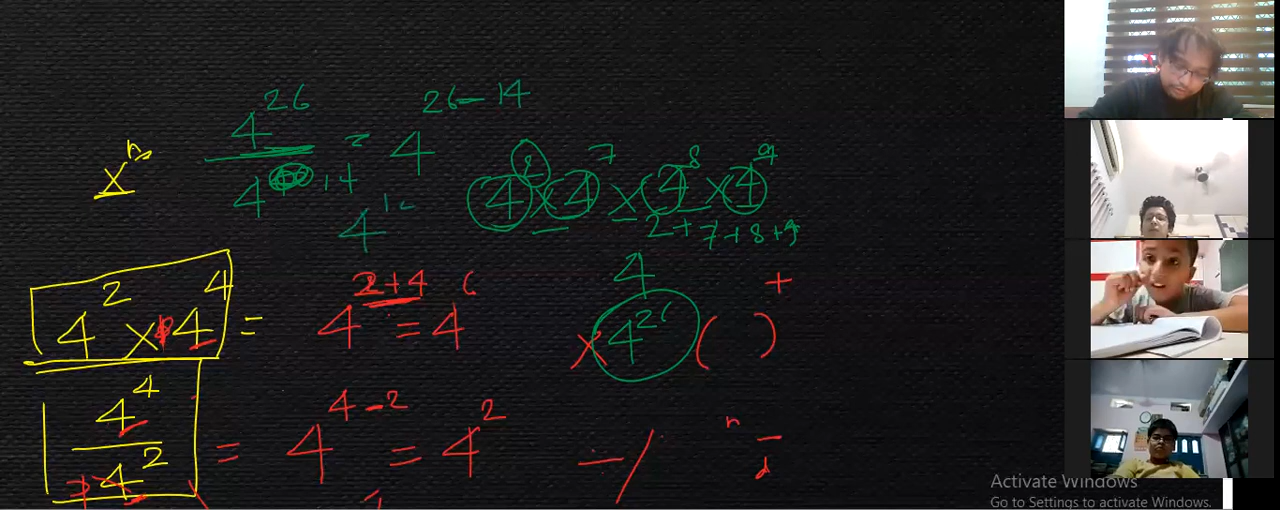 4^26 / 4^14 = 4^26-14
x^n
4^12
4^2 × 4^7 × 4^8 × 4^9
2+7+8+9
4
4^2 × 4^4 = 4^2+4 = 4^6
× 4^26 ( )^+
4^4 / 4^2 = 4^4-2 = 4^2
n
Activate Windows
Go to Settings to activate Windows.